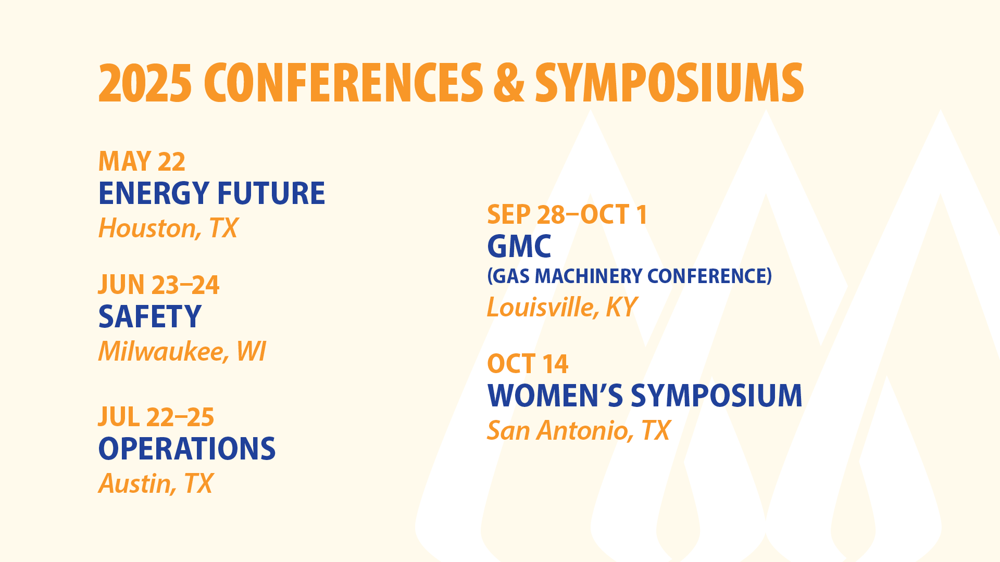 2025 CONFERENCES & SYMPOSIUMS
MAY 22
ENERGY FUTURE
Houston, TX
JUN 23–24
SAFETY
Milwaukee, WI
JUL 22–25
OPERATIONS
Austin, TX
SEP 28–OCT 1
GMC
(GAS MACHINERY CONFERENCE)
Louisville, KY
OCT 14
WOMEN’S SYMPOSIUM
San Antonio, TX